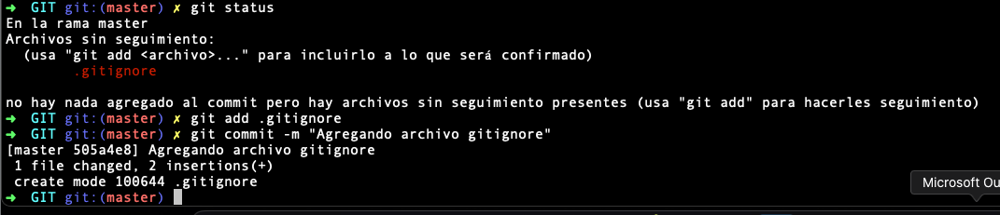 ➜ GIT git:(master) ✗ git status
En la rama master
Archivos sin seguimiento:
  (usa "git add <archivo>..." para incluirlo a lo que será confirmado)
        .gitignore

no hay nada agregado al commit pero hay archivos sin seguimiento presentes (usa "git add" para hacerles seguimiento)
➜ GIT git:(master) ✗ git add .gitignore
➜ GIT git:(master) ✗ git commit -m "Agregando archivo gitignore"
[master 505a4e8] Agregando archivo gitignore
 1 file changed, 2 insertions(+)
 create mode 100644 .gitignore
➜ GIT git:(master)
Microsoft Ou